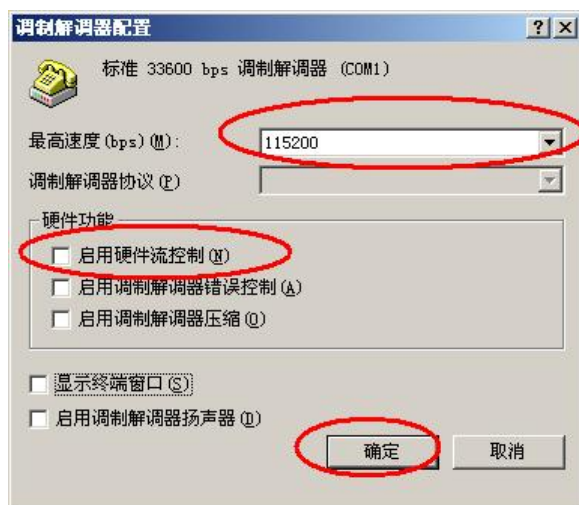 调制解调器配置
标准 33600 bps 调制解调器 (COM1)
最高速度(bps)(M): 115200
调制解调器协议(P)
硬件功能
启用硬件流控制(N)
启用调制解调器错误控制(A)
启用调制解调器压缩(O)
显示终端窗口(S)
启用调制解调器扬声器(D)
确定 取消